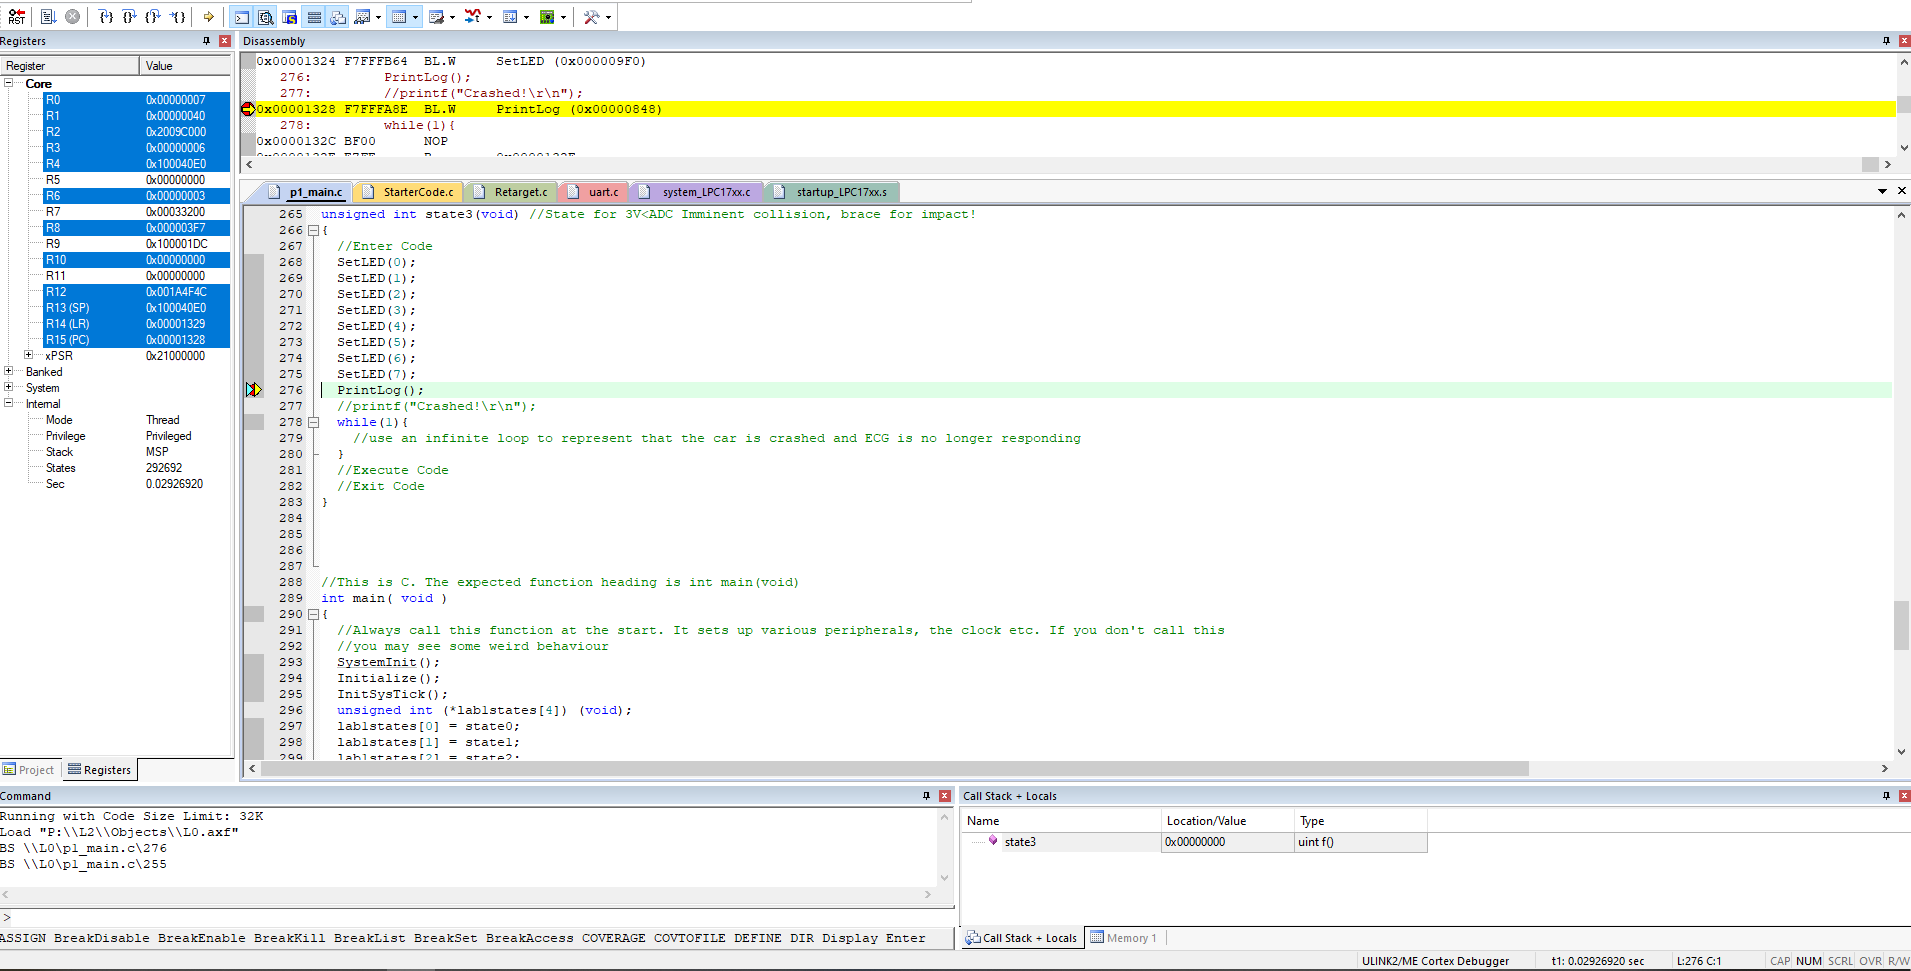 Registers
Register Value
Core
R0 0x00000007
R1 0x00000040
R2 0x2009C000
R3 0x00000006
R4 0x100040E0
R5 0x00000000
R6 0x00000003
R7 0x00033200
R8 0x000003F7
R9 0x100001DC
R10 0x00000000
R11 0x00000000
R12 0x001A4F4C
R13 (SP) 0x100040E0
R14 (LR) 0x00001329
R15 (PC) 0x00001328
xPSR 0x21000000
Banked
System
Internal
Mode Thread
Privilege Privileged
Stack MSP
States 292692
Sec 0.02926920
Project Registers
Disassembly
0x00001324 F7FFFB64 BL.W SetLED (0x000009F0)
276: PrintLog();
277: //printf("Crashed!\r\n");
0x00001328 F7FFFA8E BL.W PrintLog (0x00000848)
278: while(1){
0x0000132C BF00 NOP
p1_main.c StarterCode.c Retarget.c uart.c system_LPC17xx.c startup_LPC17xx.s
265 unsigned int state3(void) //State for 3V<ADC Imminent collision, brace for impact!
266 {
267 //Enter Code
268 SetLED(0);
269 SetLED(1);
270 SetLED(2);
271 SetLED(3);
272 SetLED(4);
273 SetLED(5);
274 SetLED(6);
275 SetLED(7);
276 PrintLog();
277 //printf("Crashed!\r\n");
278 while(1){
279 //use an infinite loop to represent that the car is crashed and ECG is no longer responding
280 }
281 //Execute Code
282 //Exit Code
283 }
284
285
286
287
288 //This is C. The expected function heading is int main(void)
289 int main( void )
290 {
291 //Always call this function at the start. It sets up various peripherals, the clock etc. If you don't call this
292 //you may see some weird behaviour
293 SystemInit();
294 Initialize();
295 InitSysTick();
296 unsigned int (*lab1states[4]) (void);
297 lab1states[0] = state0;
298 lab1states[1] = state1;
299 lab1states[2] = state2;
Command
Running with Code Size Limit: 32K
Load "P:\\L2\\Objects\\L0.axf"
BS \\L0\p1_main.c\276
BS \\L0\p1_main.c\255
>
ASSIGN BreakDisable BreakEnable BreakKill BreakList BreakSet BreakAccess COVERAGE COVTOFILE DEFINE DIR Display Enter
Call Stack + Locals
Name Location/Value Type
state3 0x00000000 uint f()
Call Stack + Locals Memory 1
ULINK2/ME Cortex Debugger t1: 0.02926920 sec L:276 C:1 CAP NUM SCRL OVR R/W